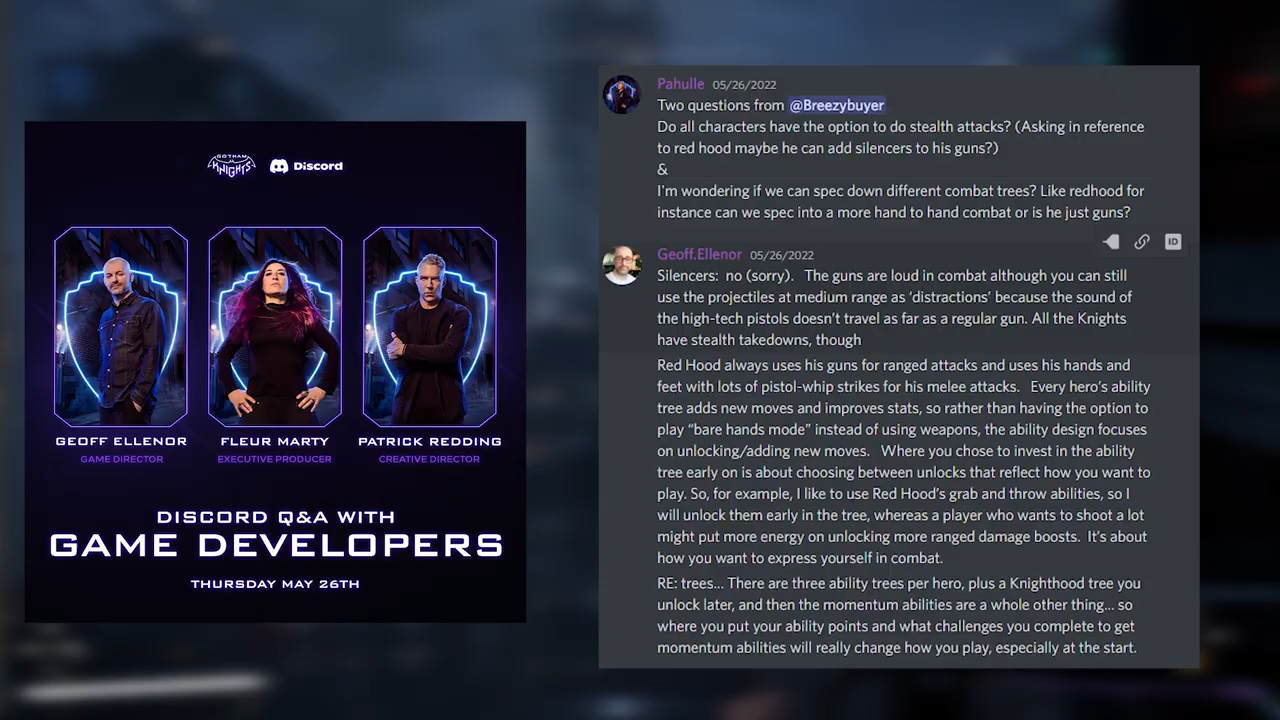 GOTHAM
KNIGHTS
Discord
GEOFF ELLENOR
GAME DIRECTOR
FLEUR MARTY
EXECUTIVE PRODUCER
PATRICK REDDING
CREATIVE DIRECTOR
DISCORD Q&A WITH
GAME DEVELOPERS
THURSDAY MAY 26TH
Pahulle 05/26/2022
Two questions from @Breezybuyer
Do all characters have the option to do stealth attacks? (Asking in reference
to red hood maybe he can add silencers to his guns?)
&
I'm wondering if we can spec down different combat trees? Like redhood for
instance can we spec into a more hand to hand combat or is he just guns?
ID
Geoff.Ellenor 05/26/2022
Silencers: no (sorry). The guns are loud in combat although you can still
use the projectiles at medium range as 'distractions' because the sound of
the high-tech pistols doesn't travel as far as a regular gun. All the Knights
have stealth takedowns, though
Red Hood always uses his guns for ranged attacks and uses his hands and
feet with lots of pistol-whip strikes for his melee attacks. Every hero's ability
tree adds new moves and improves stats, so rather than having the option to
play “bare hands mode” instead of using weapons, the ability design focuses
on unlocking/adding new moves. Where you chose to invest in the ability
tree early on is about choosing between unlocks that reflect how you want to
play. So, for example, I like to use Red Hood's grab and throw abilities, so I
will unlock them early in the tree, whereas a player who wants to shoot a lot
might put more energy on unlocking more ranged damage boosts. It's about
how you want to express yourself in combat.
RE: trees... There are three ability trees per hero, plus a Knighthood tree you
unlock later, and then the momentum abilities are a whole other thing... so
where you put your ability points and what challenges you complete to get
momentum abilities will really change how you play, especially at the start.